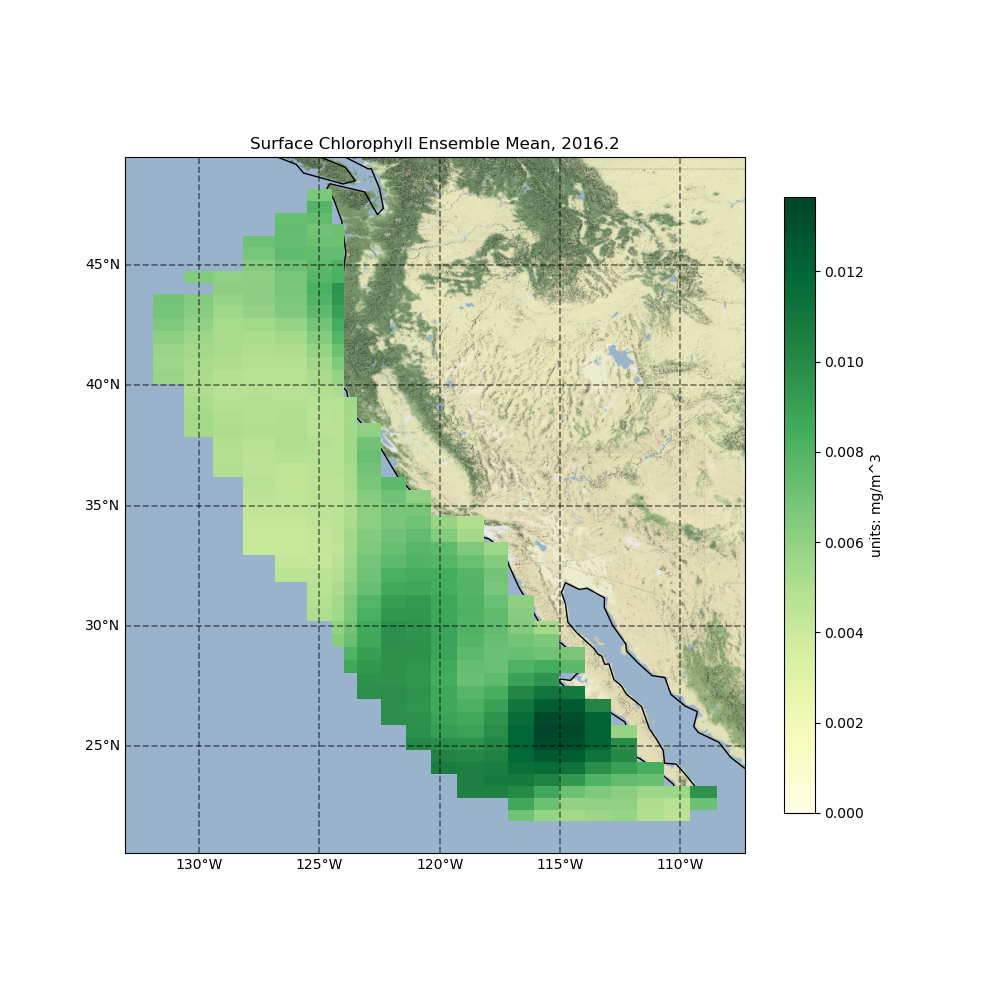 Surface Chlorophyll Ensemble Mean, 2016.2
45°N
40°N
35°N
30°N
25°N
130°W
125°W
120°W
115°W
110°W
0.012
0.010
0.008
0.006
0.004
0.002
0.000
units: mg/m^3